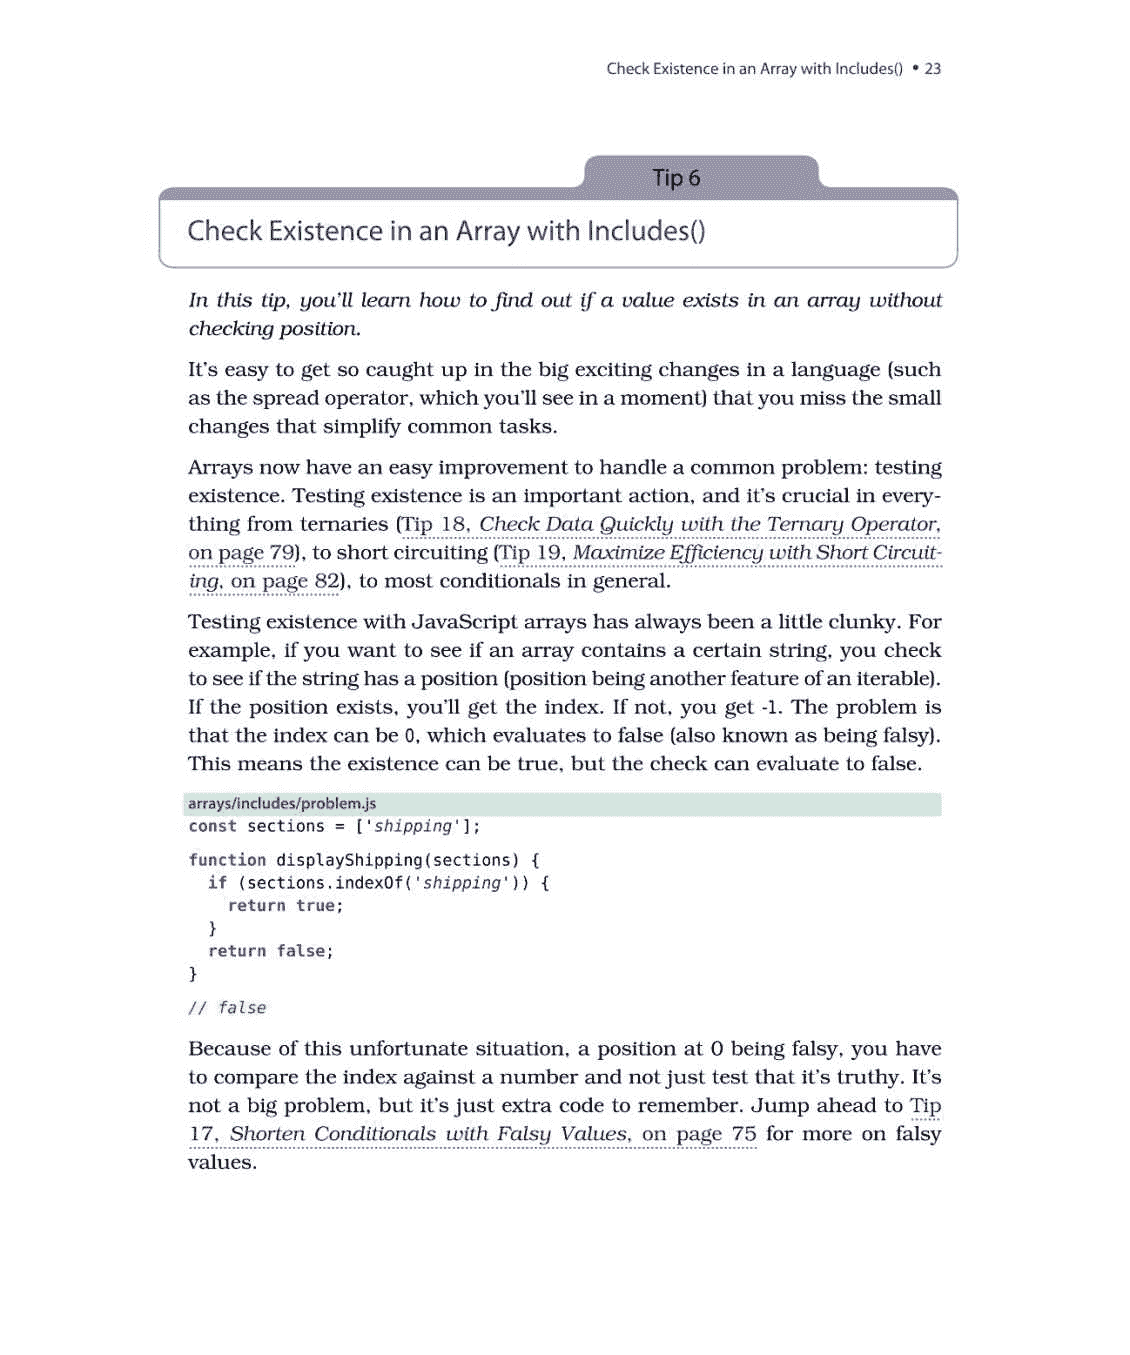 Check Existence in an Array with Includes() • 23
Tip 6
Check Existence in an Array with Includes()
In this tip, you'll learn how to find out if a value exists in an array without
checking position.
It's easy to get so caught up in the big exciting changes in a language (such
as the spread operator, which you'll see in a moment) that you miss the small
changes that simplify common tasks.
Arrays now have an easy improvement to handle a common problem: testing
existence. Testing existence is an important action, and it's crucial in every-
thing from ternaries (Tip 18, Check Data Quickly with the Ternary Operator,
on page 79), to short circuiting (Tip 19, Maximize Efficiency with Short Circuit-
ing, on page 82), to most conditionals in general.
Testing existence with JavaScript arrays has always been a little clunky. For
example, if you want to see if an array contains a certain string, you check
to see if the string has a position (position being another feature of an iterable).
If the position exists, you'll get the index. If not, you get -1. The problem is
that the index can be 0, which evaluates to false (also known as being falsy).
This means the existence can be true, but the check can evaluate to false.
arrays/includes/problem.js
const sections = ['shipping'];
function displayShipping(sections) {
  if (sections.indexOf('shipping')) {
    return true;
  }
  return false;
}
// false
Because of this unfortunate situation, a position at 0 being falsy, you have
to compare the index against a number and not just test that it's truthy. It's
not a big problem, but it's just extra code to remember. Jump ahead to Tip
17, Shorten Conditionals with Falsy Values, on page 75 for more on falsy
values.